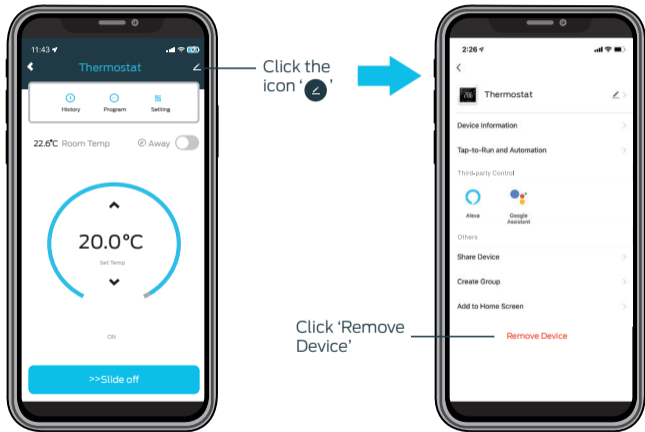 11:43
Thermostat
History Program Setting
22.6°C Room Temp Away
20.0°C
Set Temp
ON
>>Slide off
Click the
icon ‘ ’
Click ‘Remove
Device’
2:26
Thermostat
Device Information
Tap-to-Run and Automation
Third-party Control
Alexa Google
Assistant
Others
Share Device
Create Group
Add to Home Screen
Remove Device